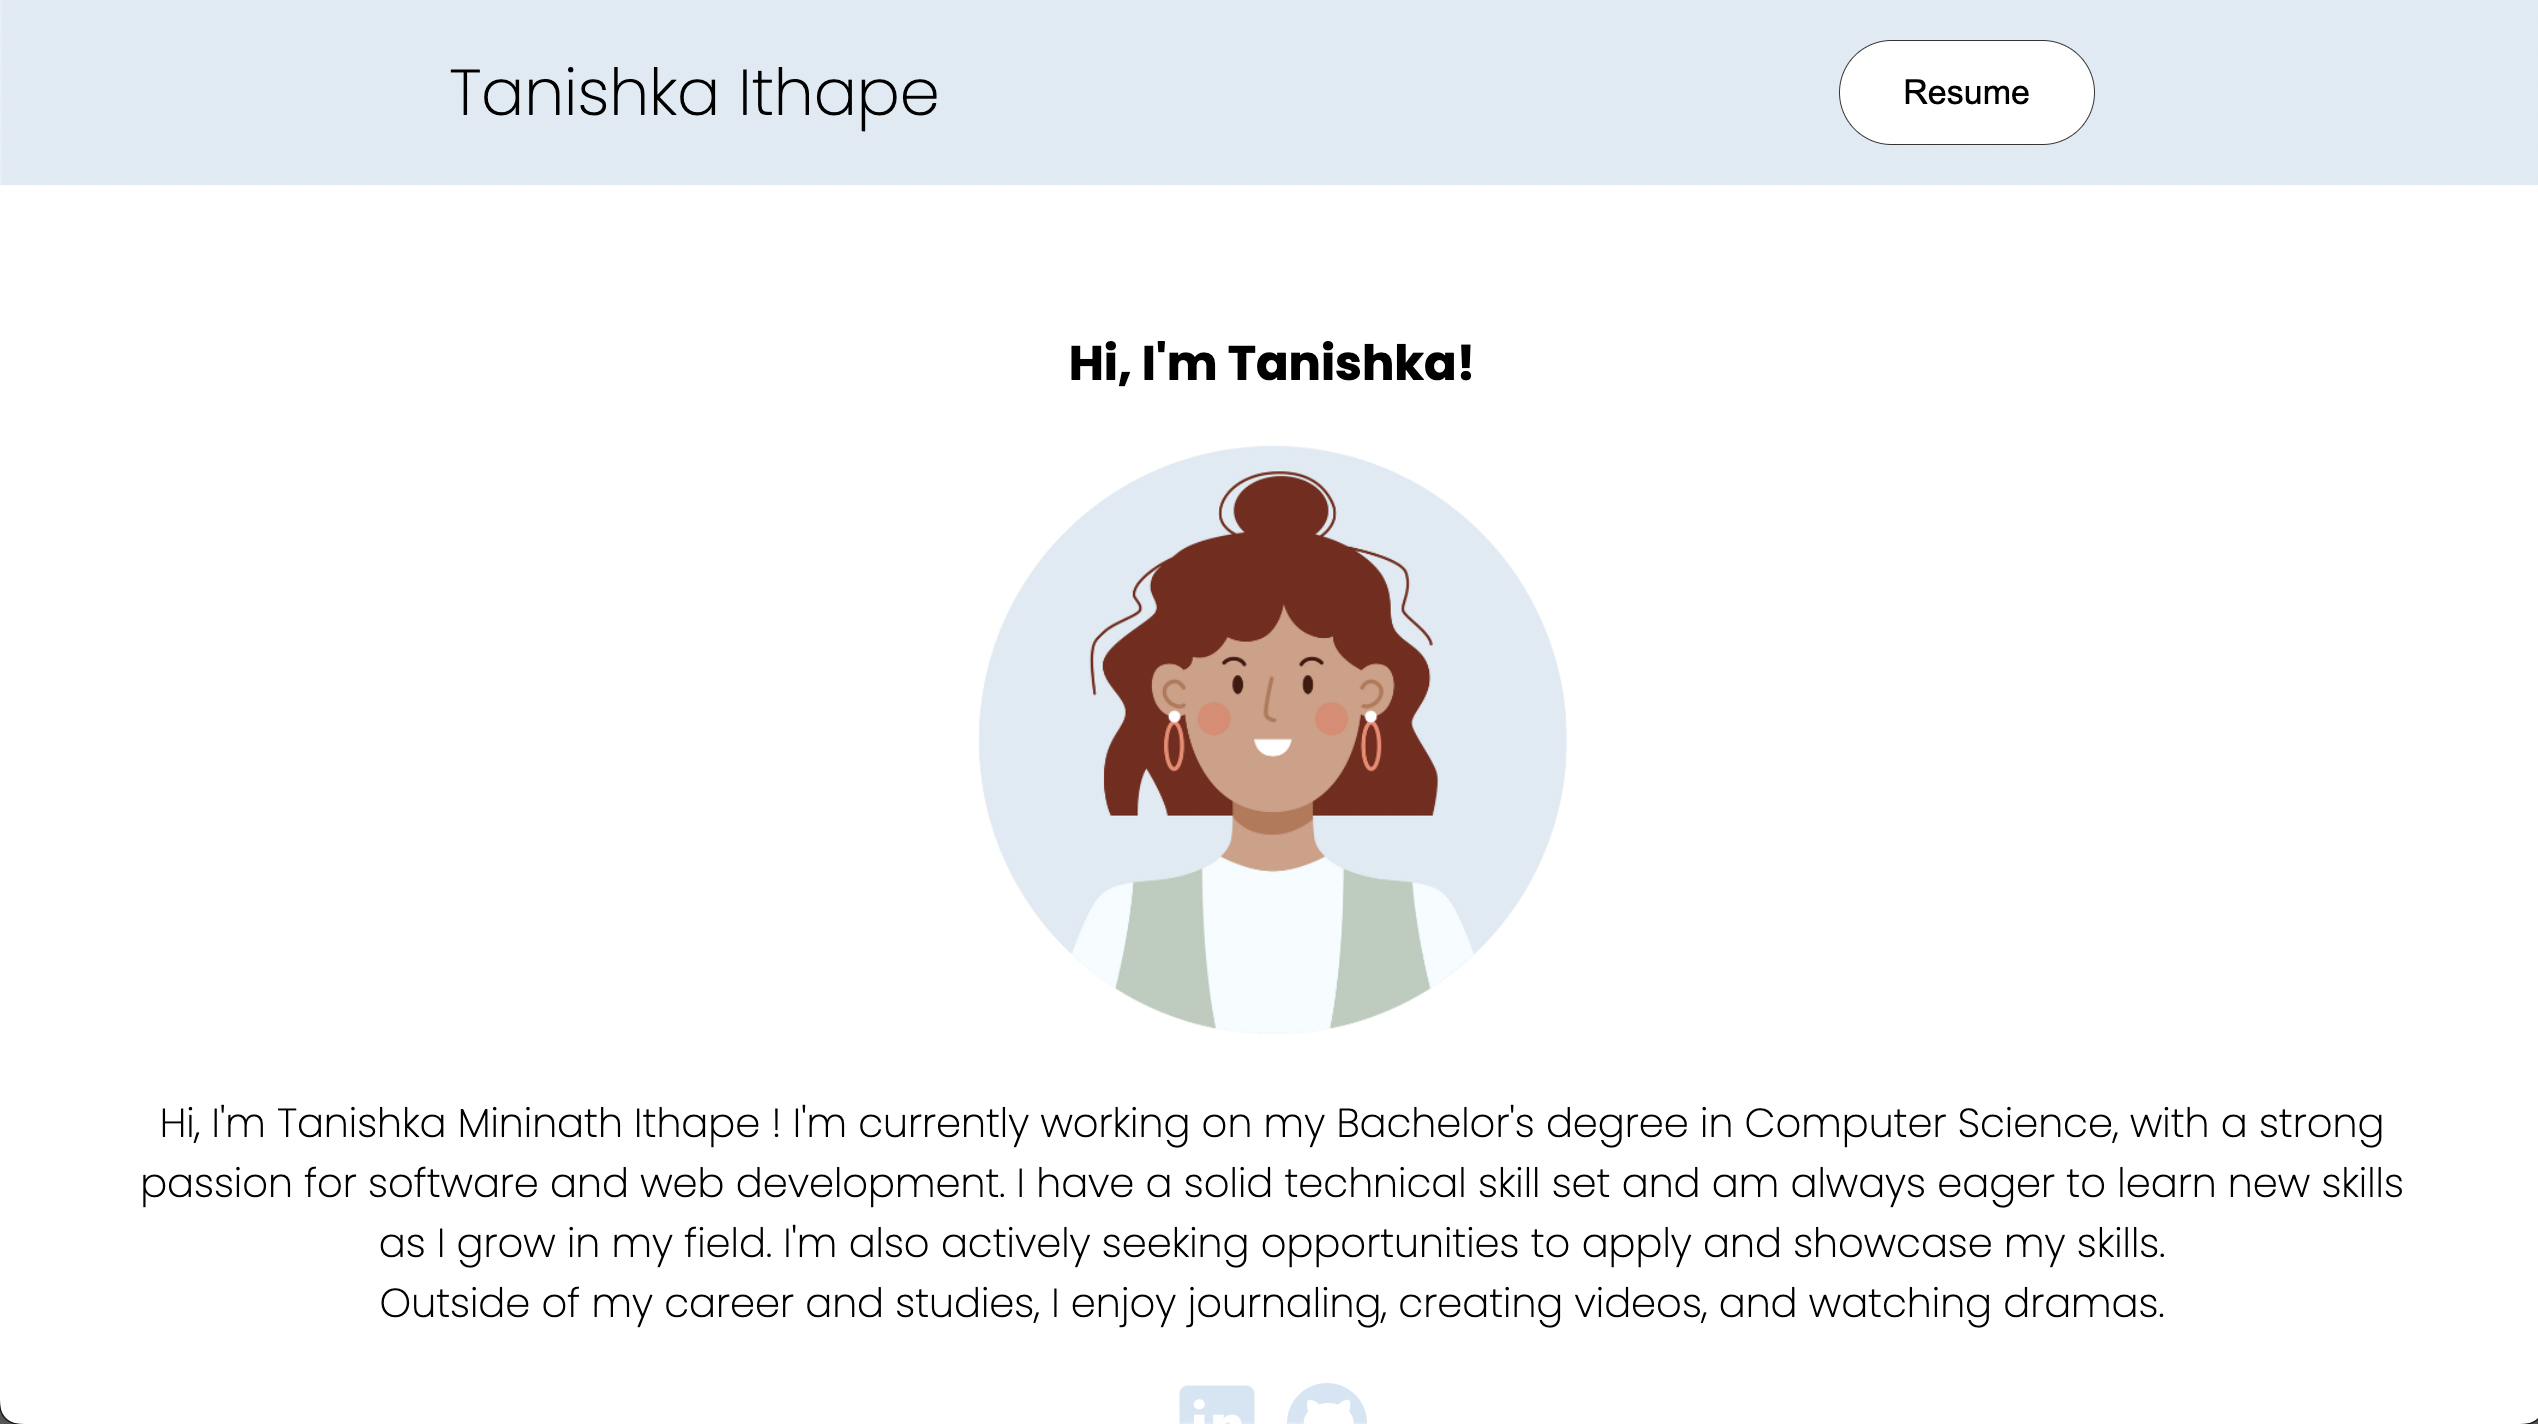 Tanishka Ithape
Resume
Hi, I'm Tanishka!
Hi, I'm Tanishka Mininath Ithape ! I'm currently working on my Bachelor's degree in Computer Science, with a strong
passion for software and web development. I have a solid technical skill set and am always eager to learn new skills
as I grow in my field. I'm also actively seeking opportunities to apply and showcase my skills.
Outside of my career and studies, I enjoy journaling, creating videos, and watching dramas.
in